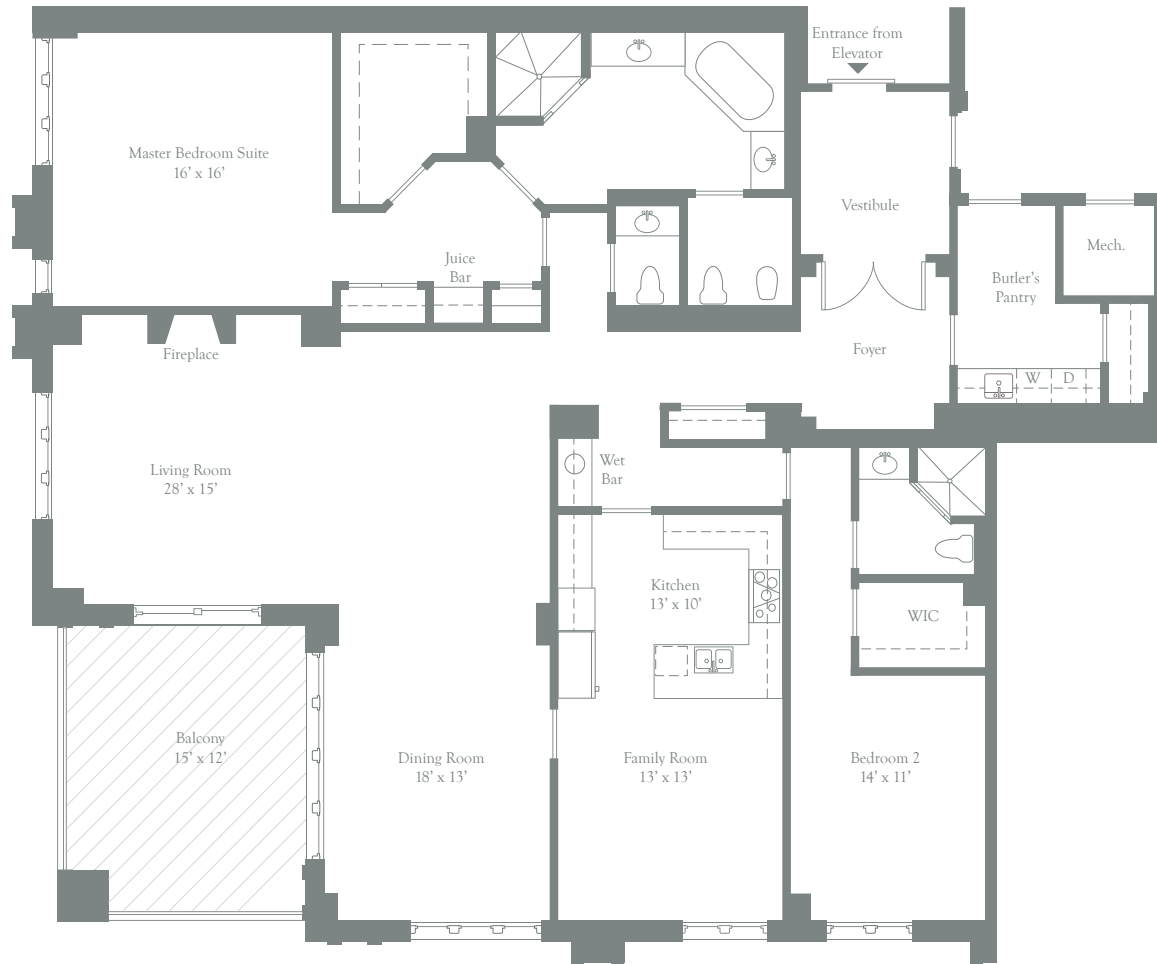 Entrance from
Elevator
Master Bedroom Suite
16’ x 16’
Vestibule
Mech.
Juice
Bar
Butler’s
Pantry
Fireplace
Foyer
W D
Living Room
28’ x 15’
Wet
Bar
Kitchen
13’ x 10’
WIC
Balcony
15’ x 12’
Dining Room
18’ x 13’
Family Room
13’ x 13’
Bedroom 2
14’ x 11’